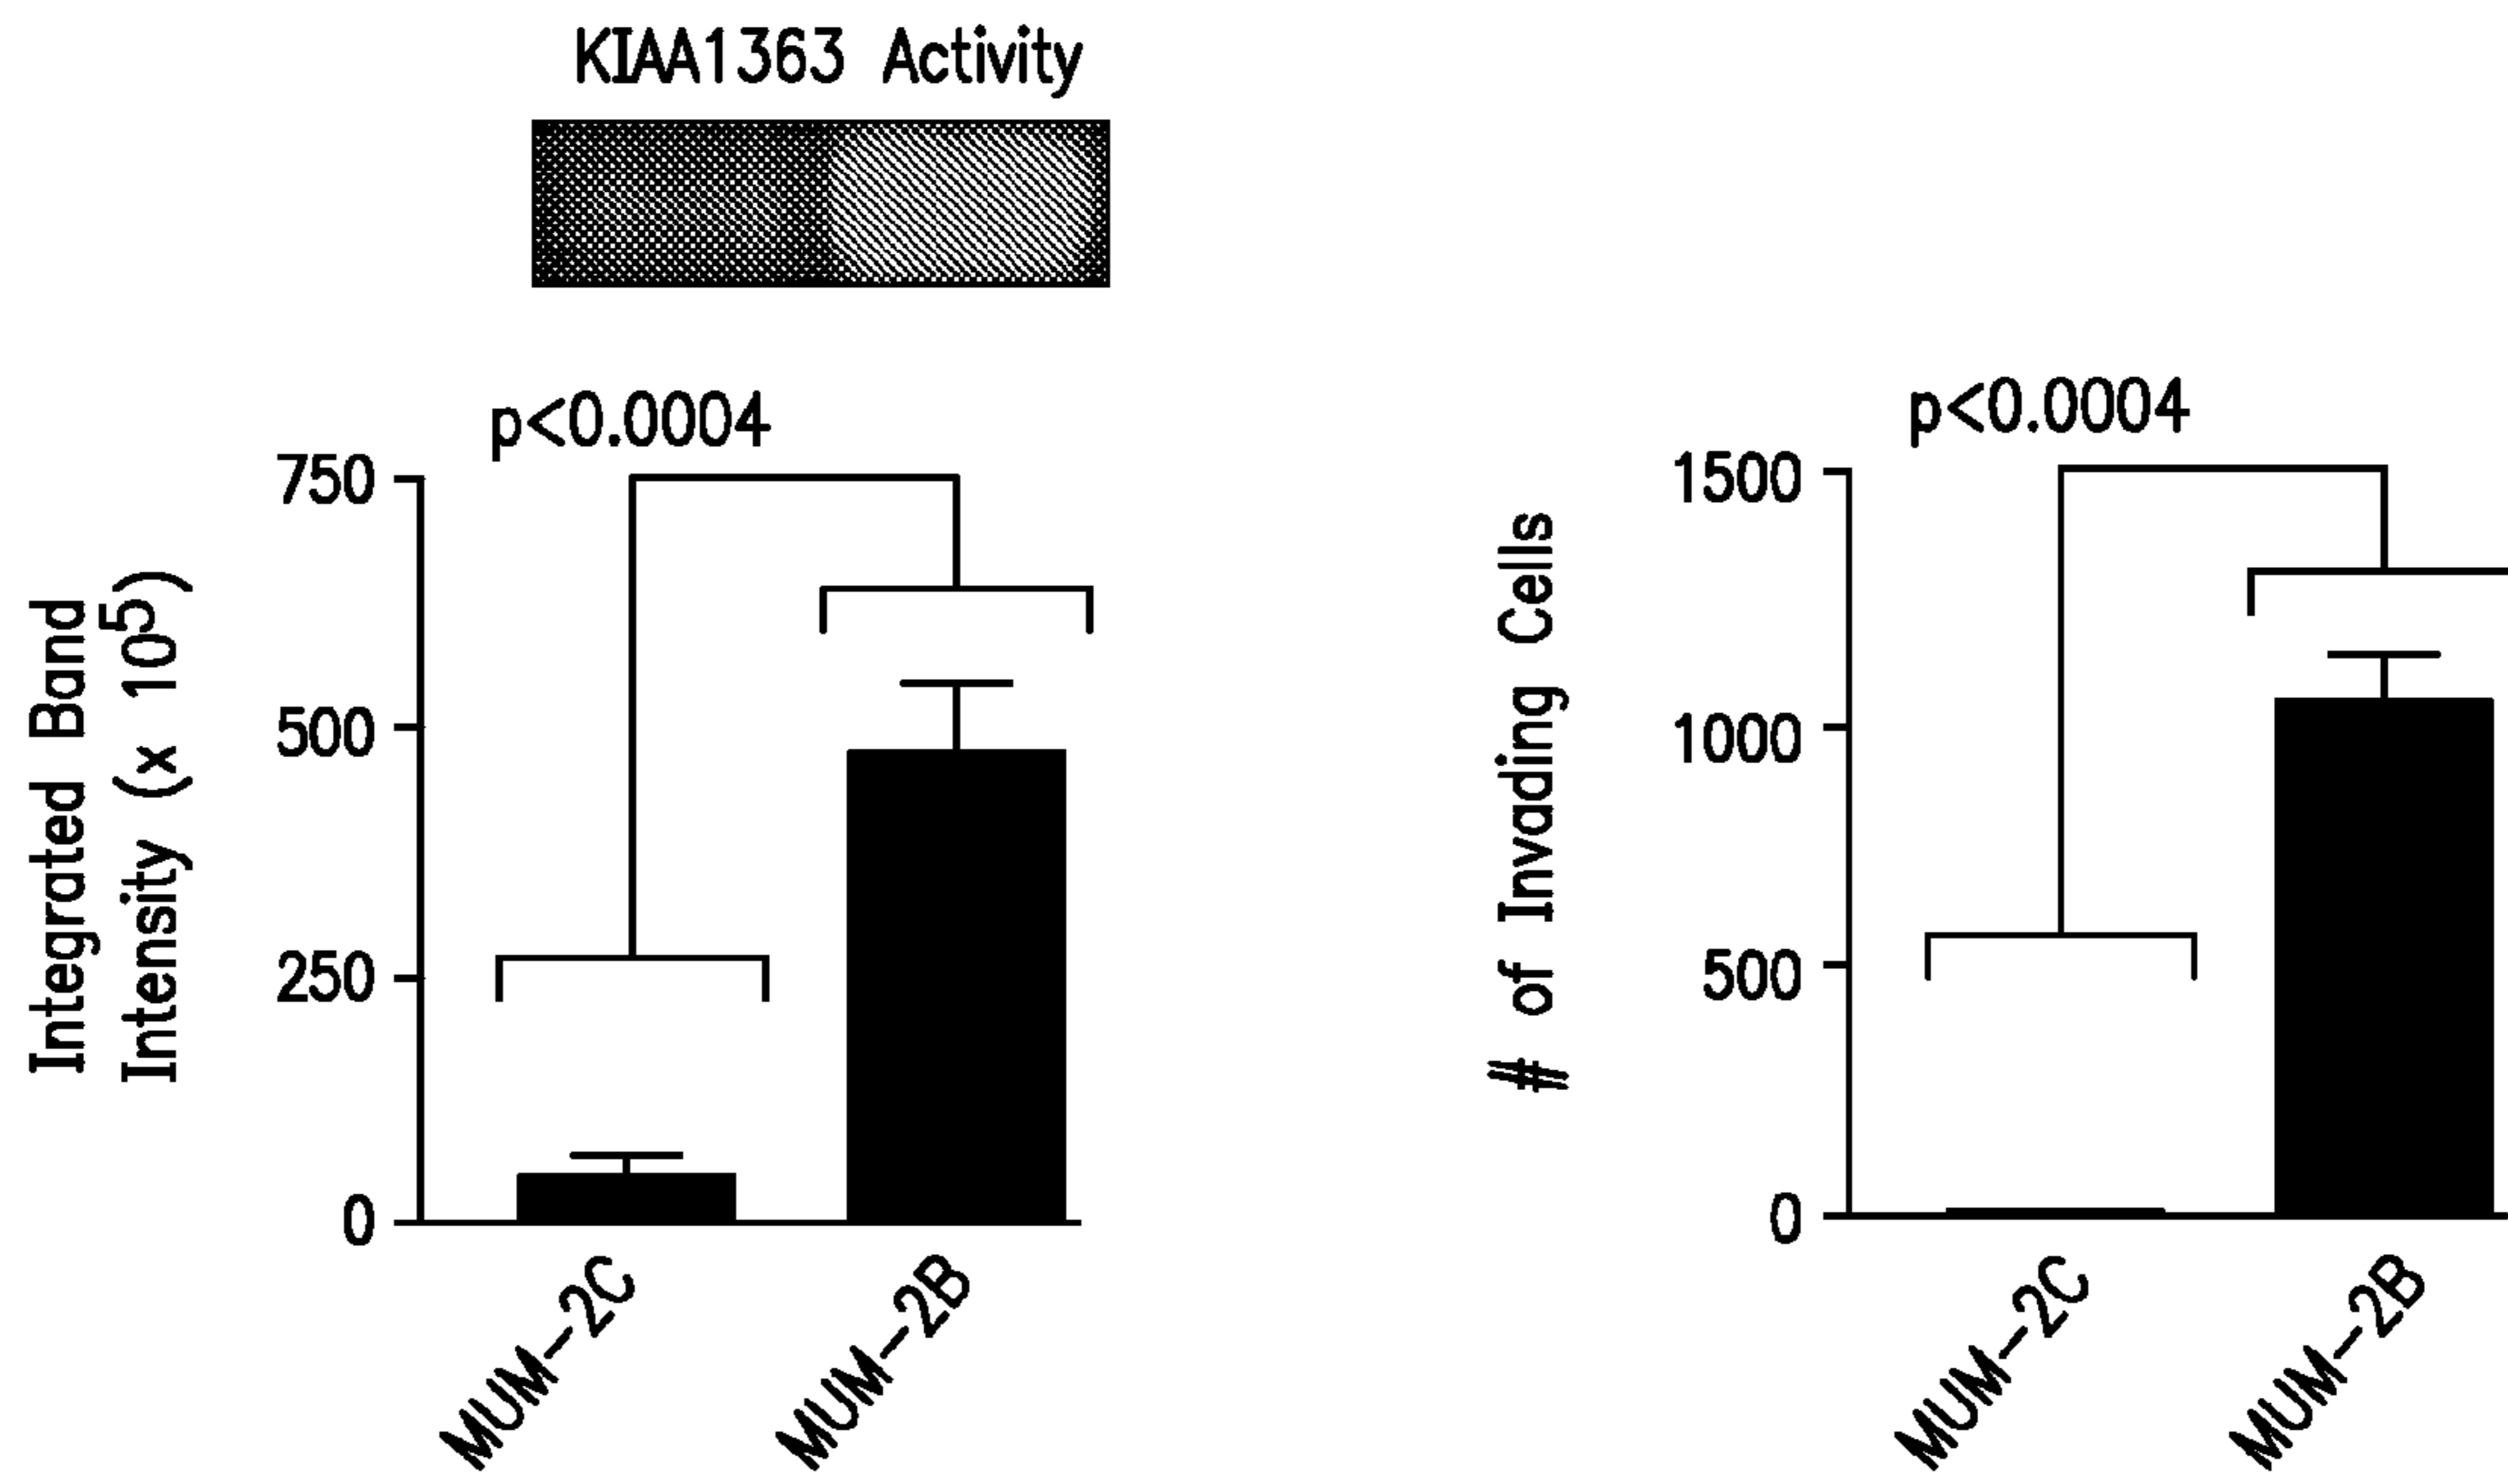 KIAA1363 Activity
p<0.0004
750
500
250
0
Integrated Band
Intensity (x 10⁵)
MUM-2C
MUM-2B
p<0.0004
1500
1000
500
0
# of Invading Cells
MUM-2C
MUM-2B